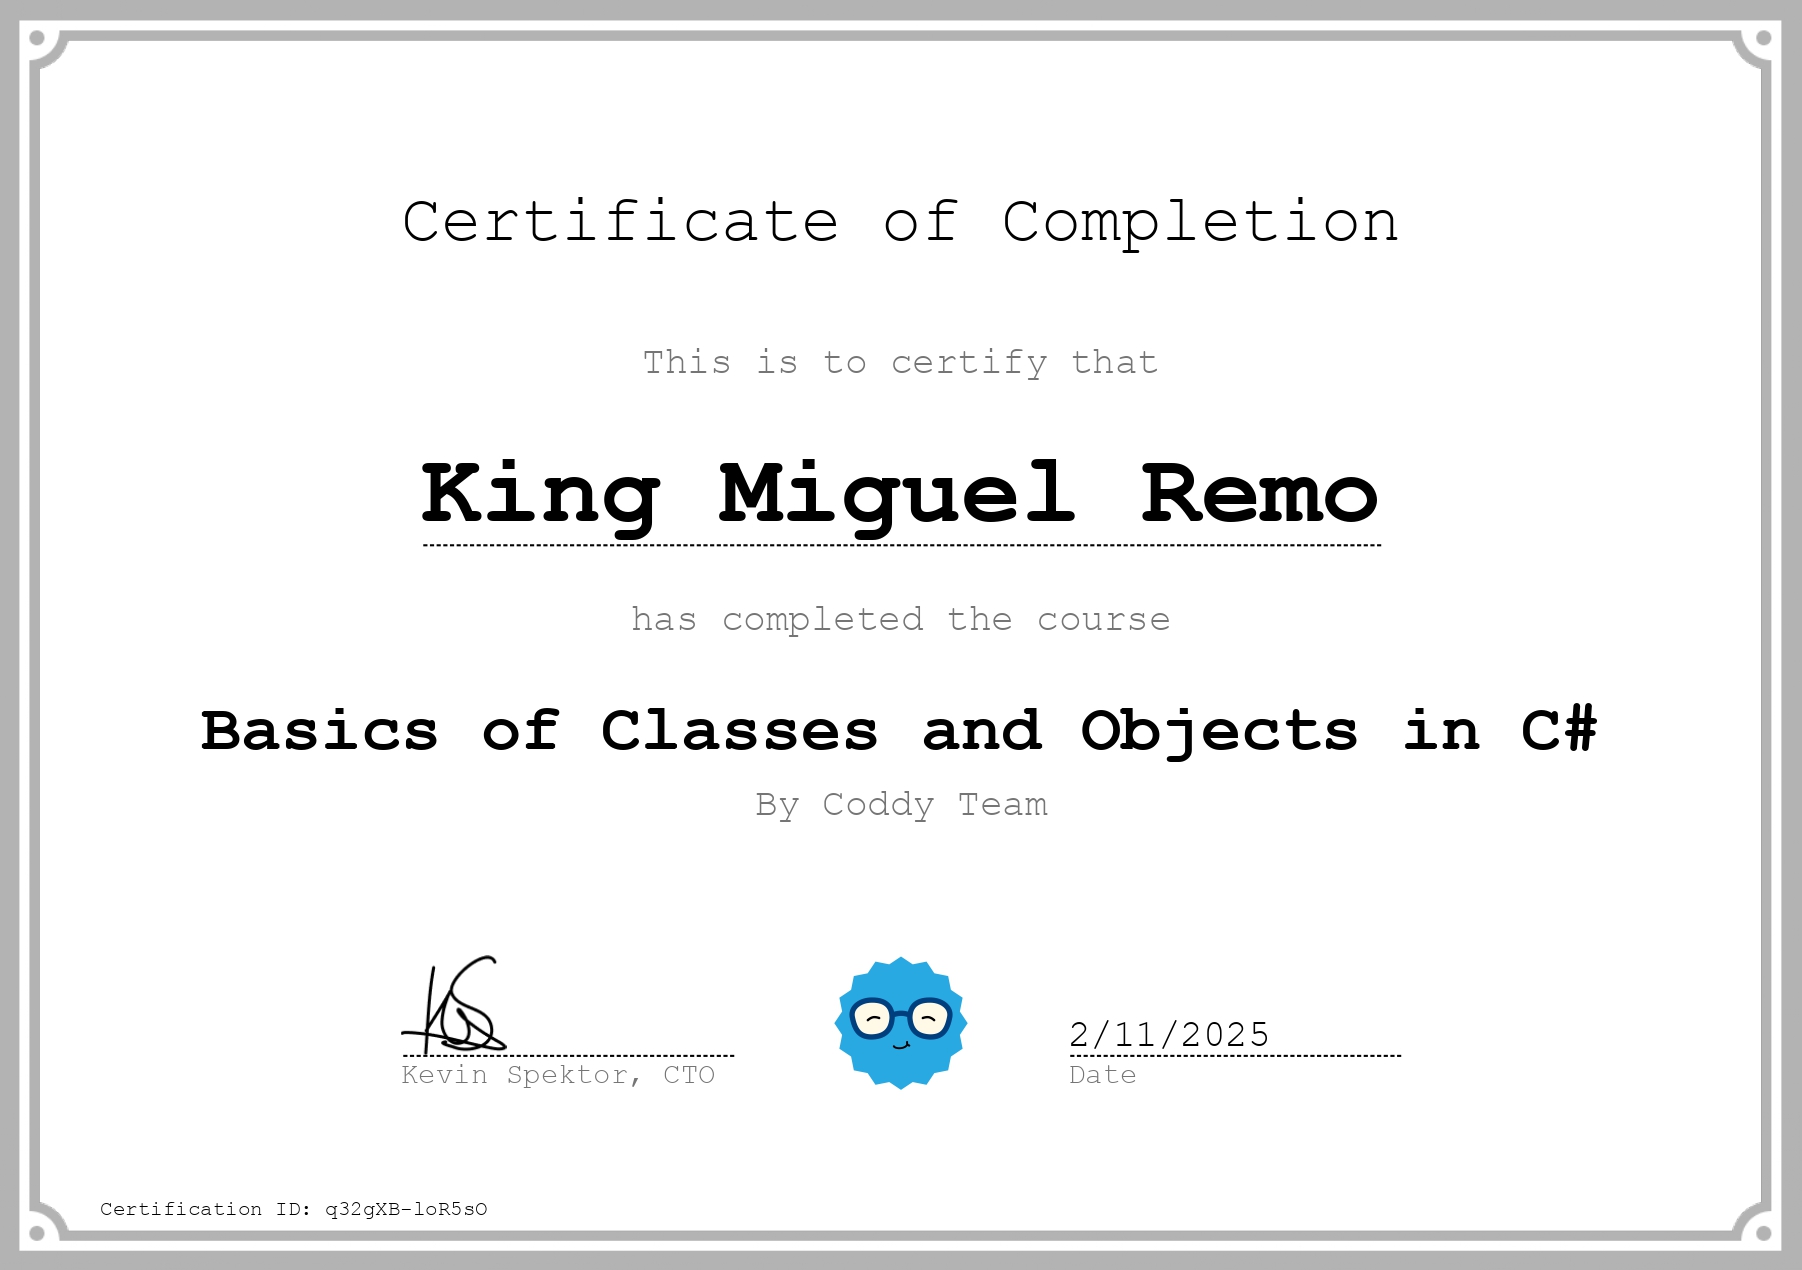 Certificate of Completion
This is to certify that
King Miguel Remo
has completed the course
Basics of Classes and Objects in C#
By Coddy Team
2/11/2025
Kevin Spektor, CTO
Date
Certification ID: q32gXB-loR5sO